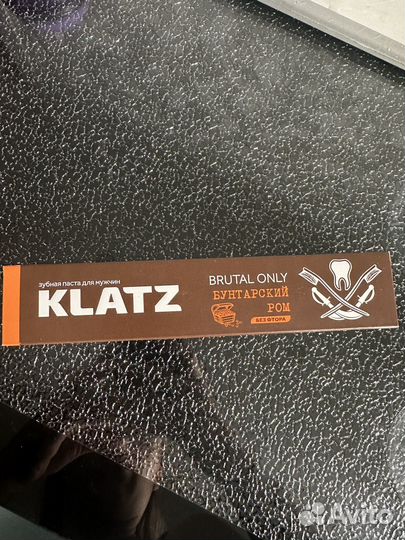 зубная паста для мужчин
KLATZ
BRUTAL ONLY
БУНТАРСКИЙ
РОМ
БЕЗ ФТОРА
Avito